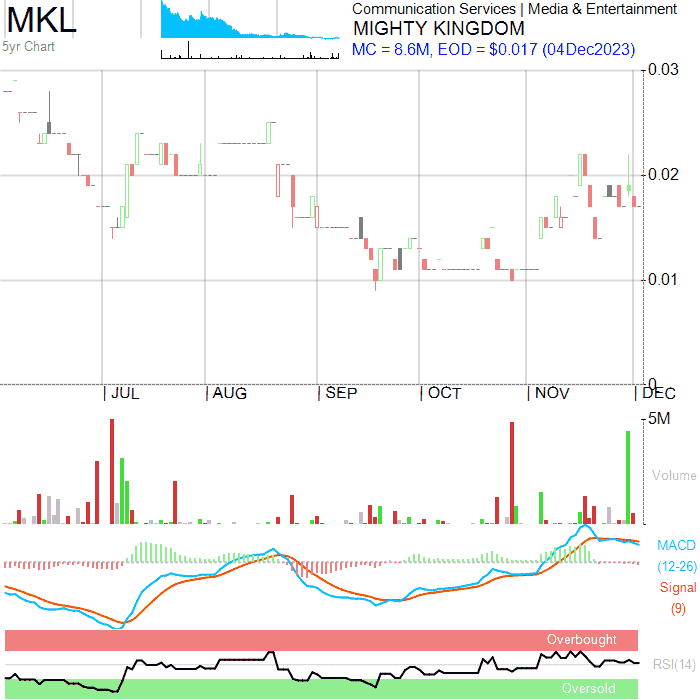 MKL
Communication Services | Media & Entertainment
MIGHTY KINGDOM
5yr Chart
MC = 8.6M, EOD = $0.017 (04Dec2023)
0.03
0.02
0.01
0
| JUL | AUG | SEP | OCT | NOV | DEC
5M
Volume
MACD
(12-26)
Signal
(9)
Overbought
RSI(14)
Oversold